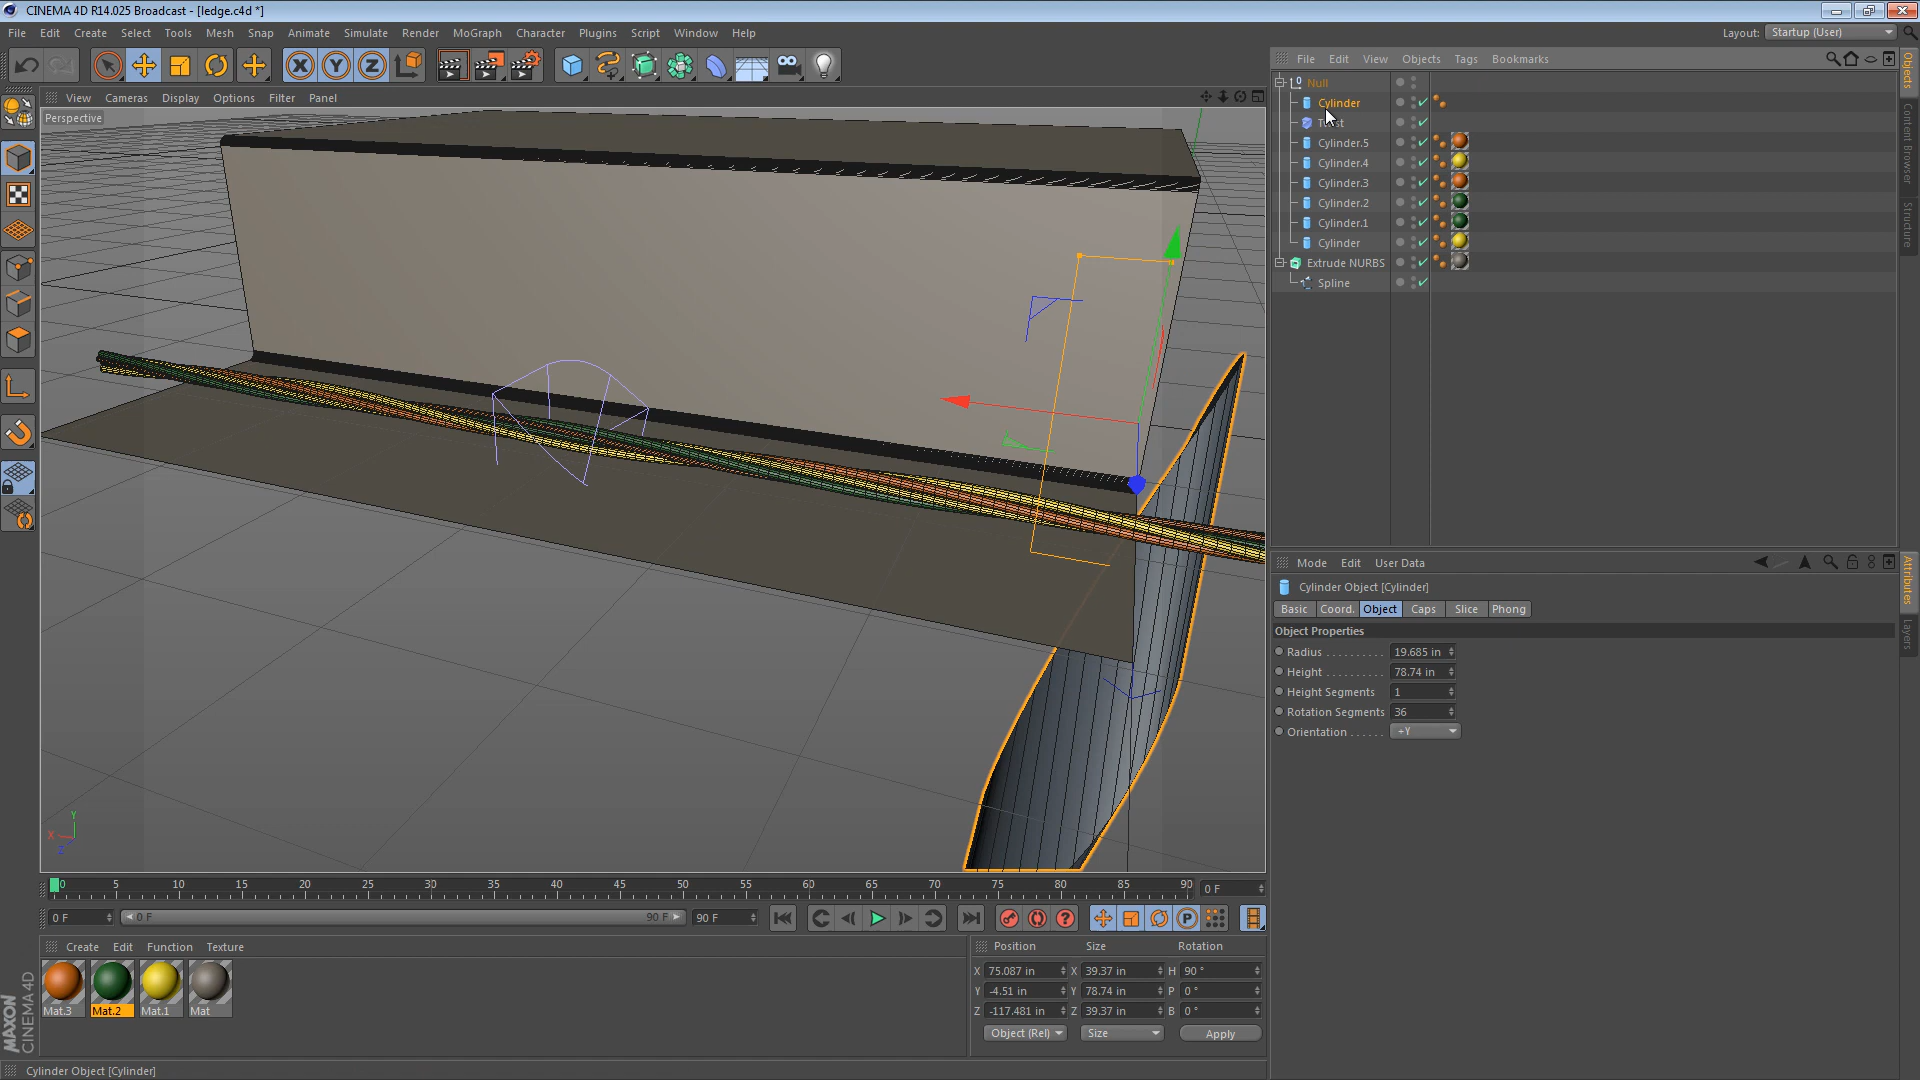 CINEMA 4D R14.025 Broadcast - [ledge.c4d *]
File Edit Create Select Tools Mesh Snap Animate Simulate Render MoGraph Character Plugins Script Window Help
Layout: Startup (User)
X Y Z
View Cameras Display Options Filter Panel
Perspective
File Edit View Objects Tags Bookmarks
Null
Cylinder
Cylinder.5
Cylinder.4
Cylinder.3
Cylinder.2
Cylinder.1
Cylinder
Extrude NURBS
Spline
Objects
Content Browser
Structure
Mode Edit User Data
Cylinder Object [Cylinder]
Basic Coord. Object Caps Slice Phong
Object Properties
Radius . . . . . . . . . . 19.685 in
Height . . . . . . . . . . 78.74 in
Height Segments 1
Rotation Segments 36
Orientation . . . . . . +Y
Attributes
Layers
Y
X
Z
0 5 10 15 20 25 30 35 40 45 50 55 60 65 70 75 80 85 90
0 F
0 F 0 F 90 F 90 F
P
Create Edit Function Texture
Mat.3 Mat.2 Mat.1 Mat
Position Size Rotation
X 75.087 in X 39.37 in H 90 °
Y -4.51 in Y 78.74 in P 0 °
Z -117.481 in Z 39.37 in B 0 °
Object (Rel) Size Apply
MAXON
CINEMA 4D
Cylinder Object [Cylinder]